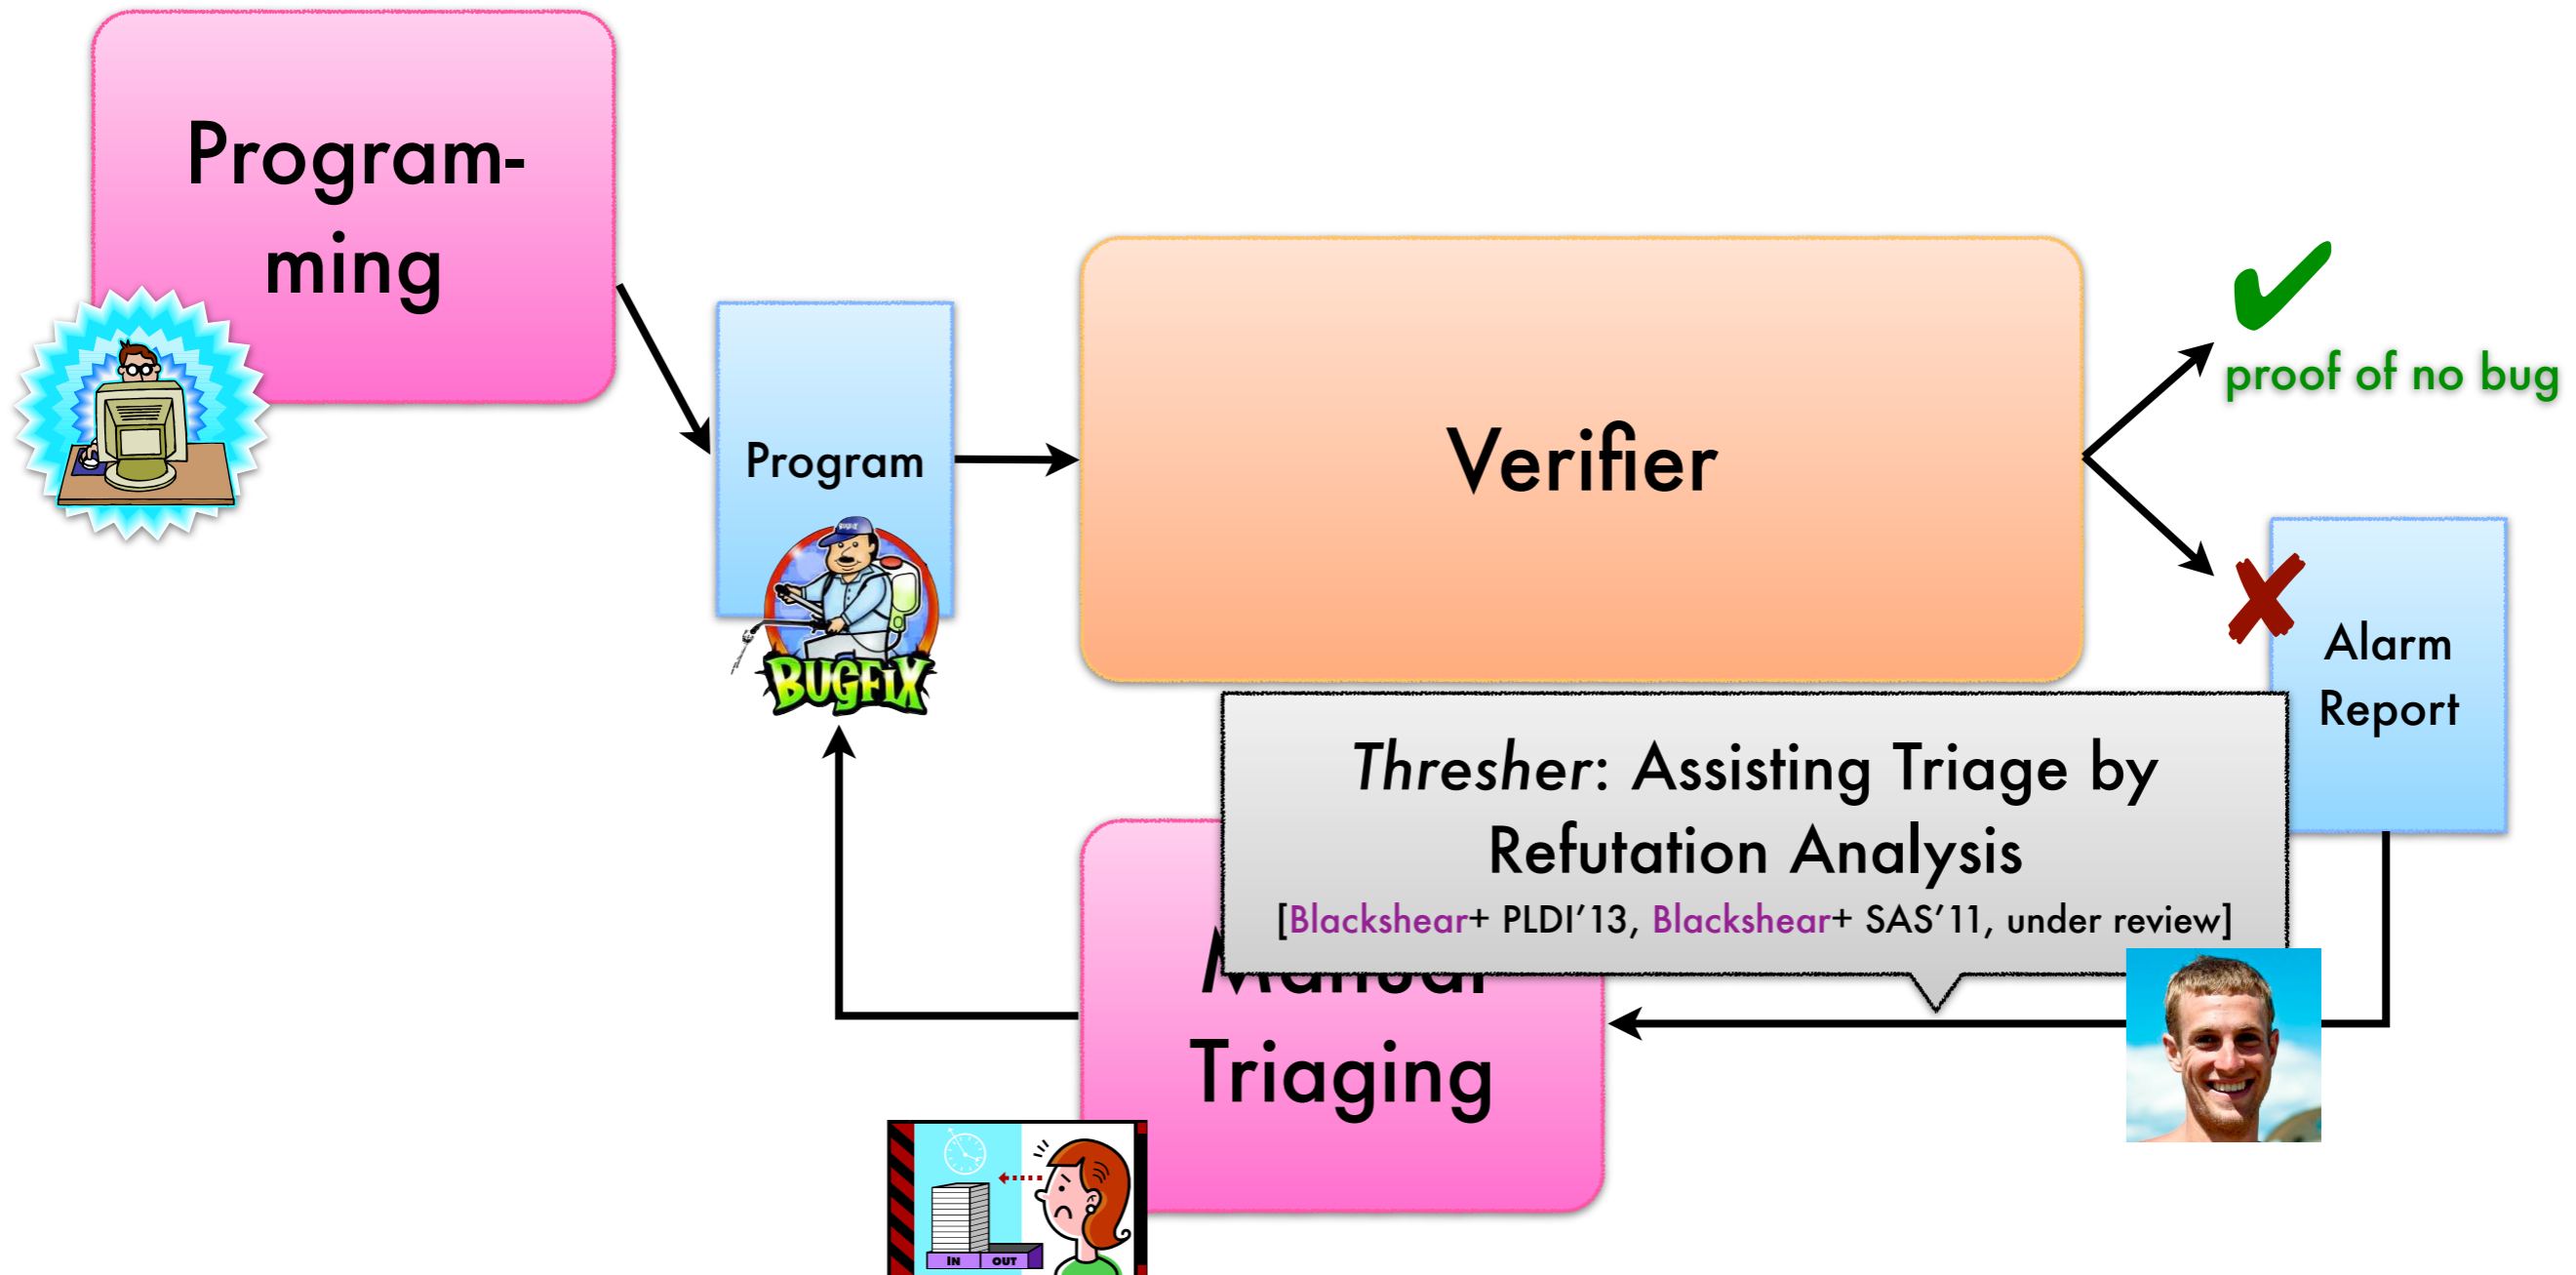 Program-
ming
Program
BUGFIX
Verifier
proof of no bug
Alarm
Report
Thresher: Assisting Triage by
Refutation Analysis
[Blackshear+ PLDI’13, Blackshear+ SAS’11, under review]
Manual
Triaging
IN OUT